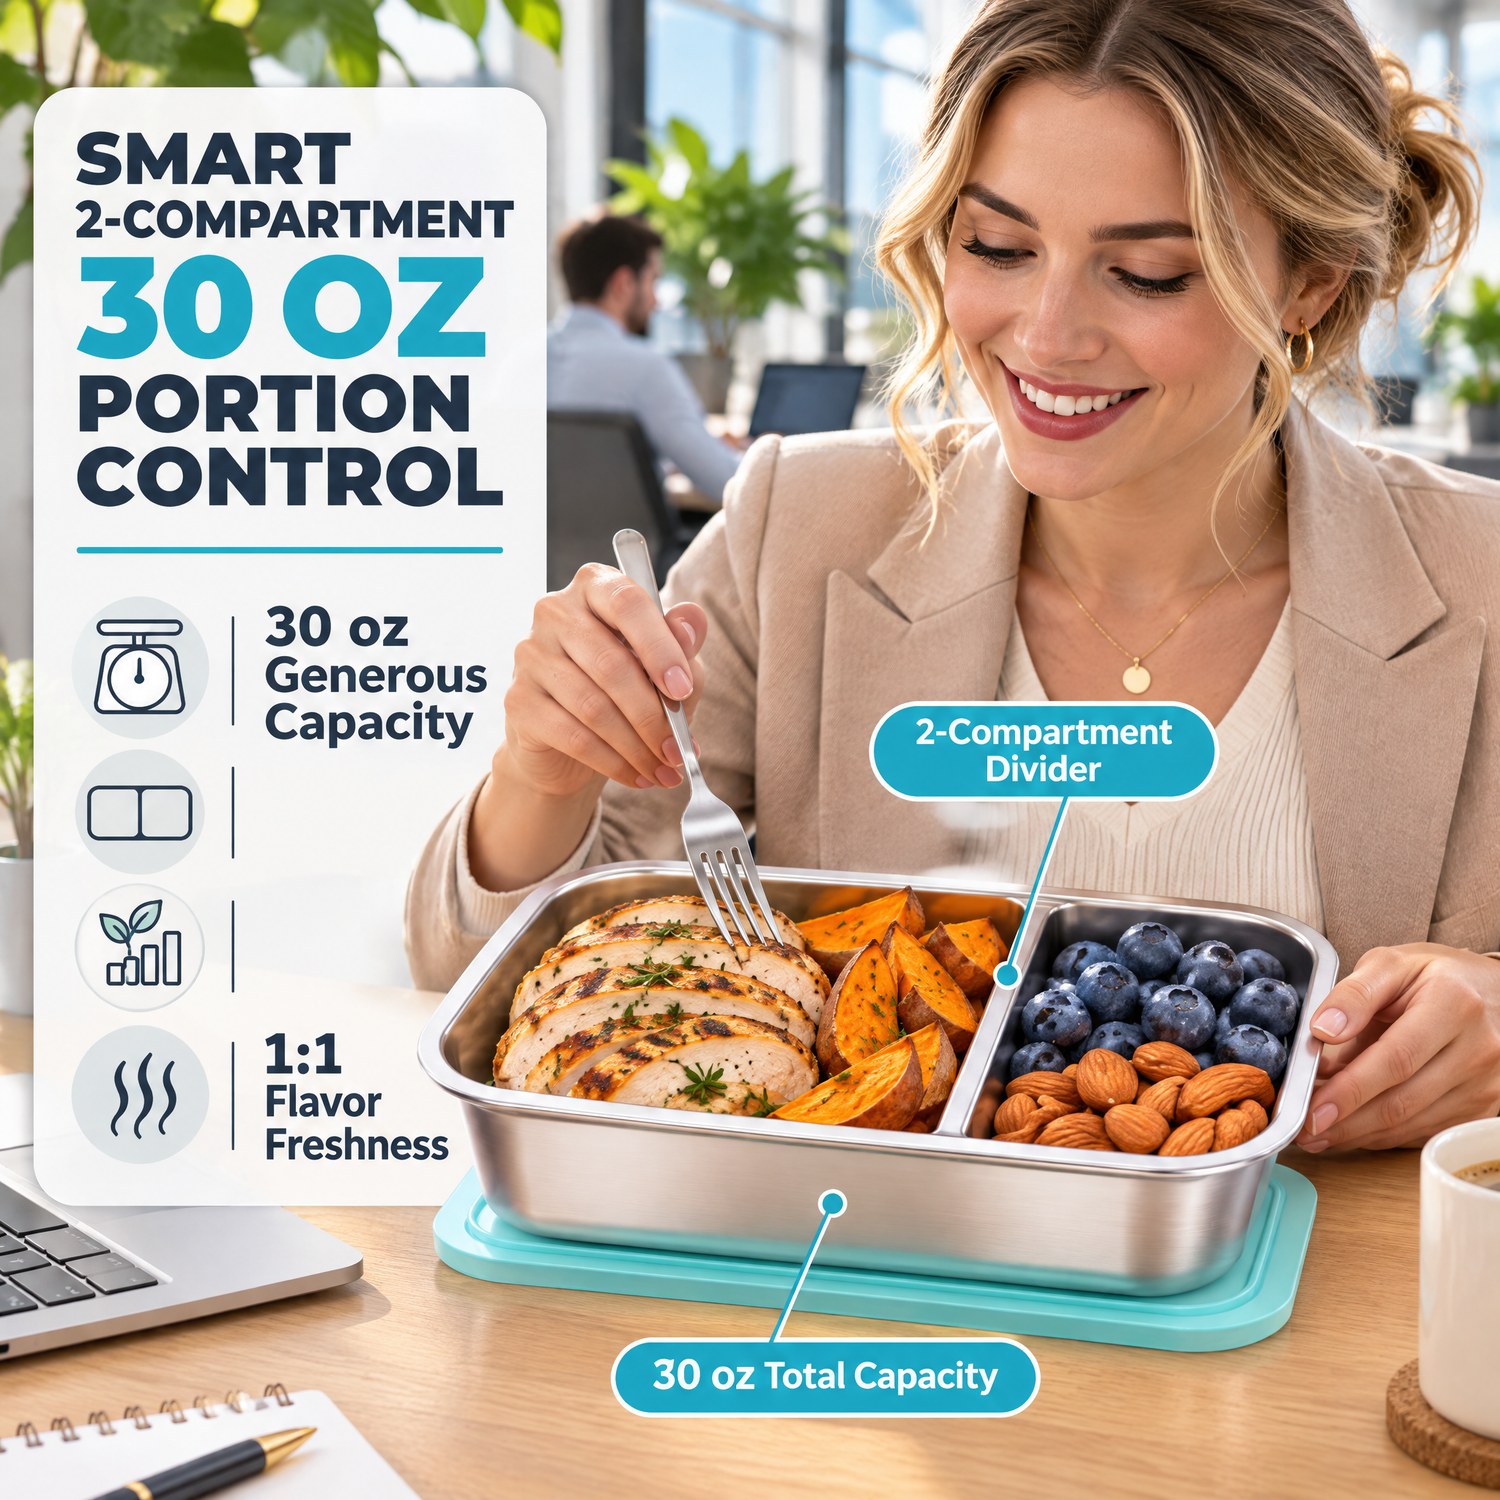 SMART
2-COMPARTMENT
30 OZ
PORTION
CONTROL
30 oz
Generous
Capacity
1:1
Flavor
Freshness
2-Compartment
Divider
30 oz Total Capacity